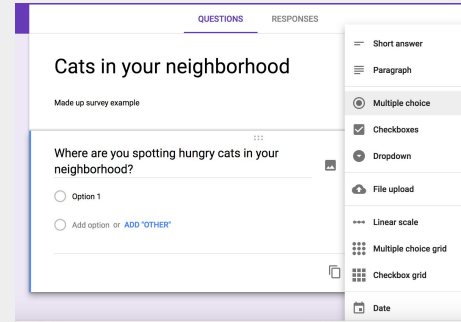 QUESTIONS RESPONSES
Cats in your neighborhood
Made up survey example
Where are you spotting hungry cats in your
neighborhood?
Option 1
Add option or ADD "OTHER"
Short answer
Paragraph
Multiple choice
Checkboxes
Dropdown
File upload
Linear scale
Multiple choice grid
Checkbox grid
Date